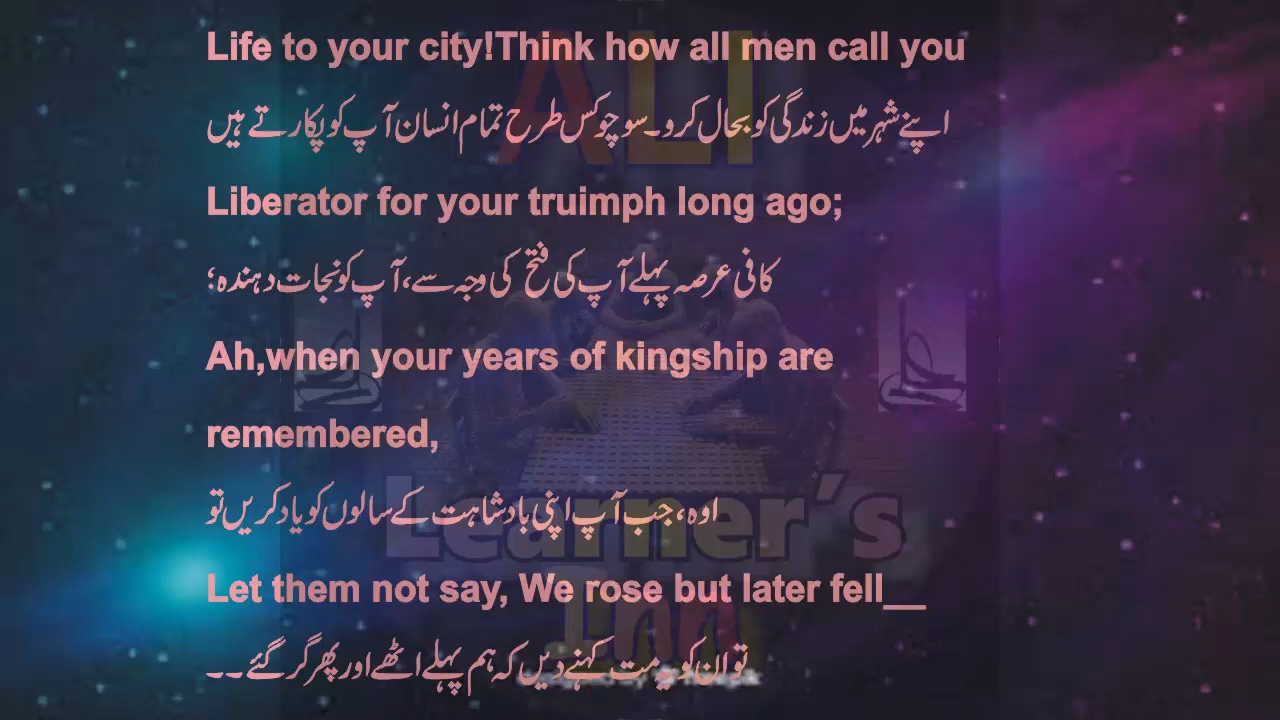 Life to your city!Think how all men call you
اپنے شہر میں زندگی کو بحال کرو۔سوچو کس طرح تمام انسان آپ کو پکارتے ہیں
Liberator for your truimph long ago;
کافی عرصہ پہلے آپ کی فتح کی وجہ سے، آپ کو نجات دہندہ؛
Ah,when your years of kingship are
remembered,
اوہ، جب آپ اپنی بادشاہت کے سالوں کو یاد کریں تو
Let them not say, We rose but later fell__
تو ان کو یہ مت کہنے دیں کہ ہم پہلے اٹھے اور پھر گر گئے۔۔
ALI
Learner's
Inn